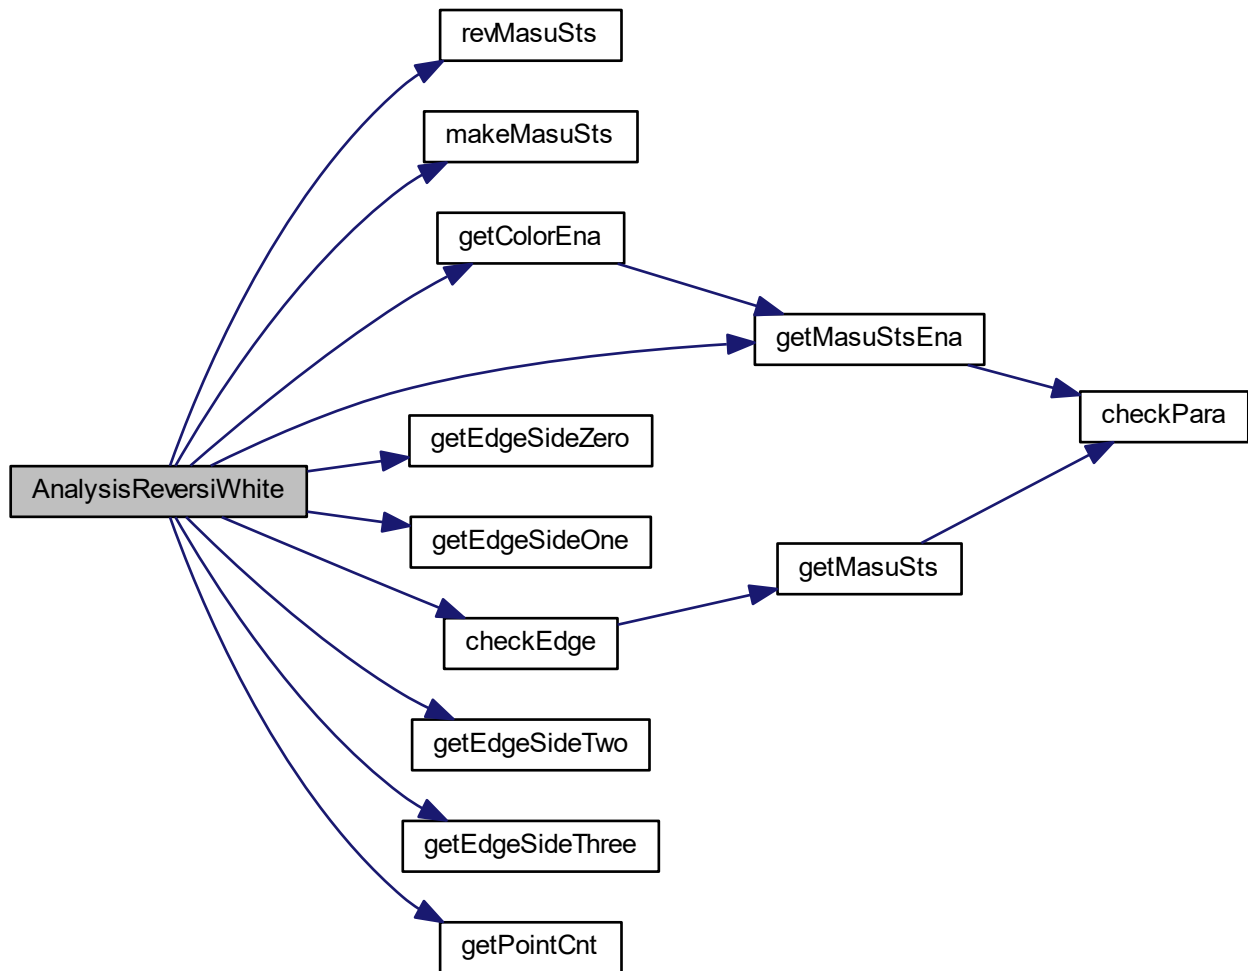 revMasuSts
makeMasuSts
getColorEna
getMasuStsEna
checkPara
getEdgeSideZero
AnalysisReversiWhite
getEdgeSideOne
getMasuSts
checkEdge
getEdgeSideTwo
getEdgeSideThree
getPointCnt